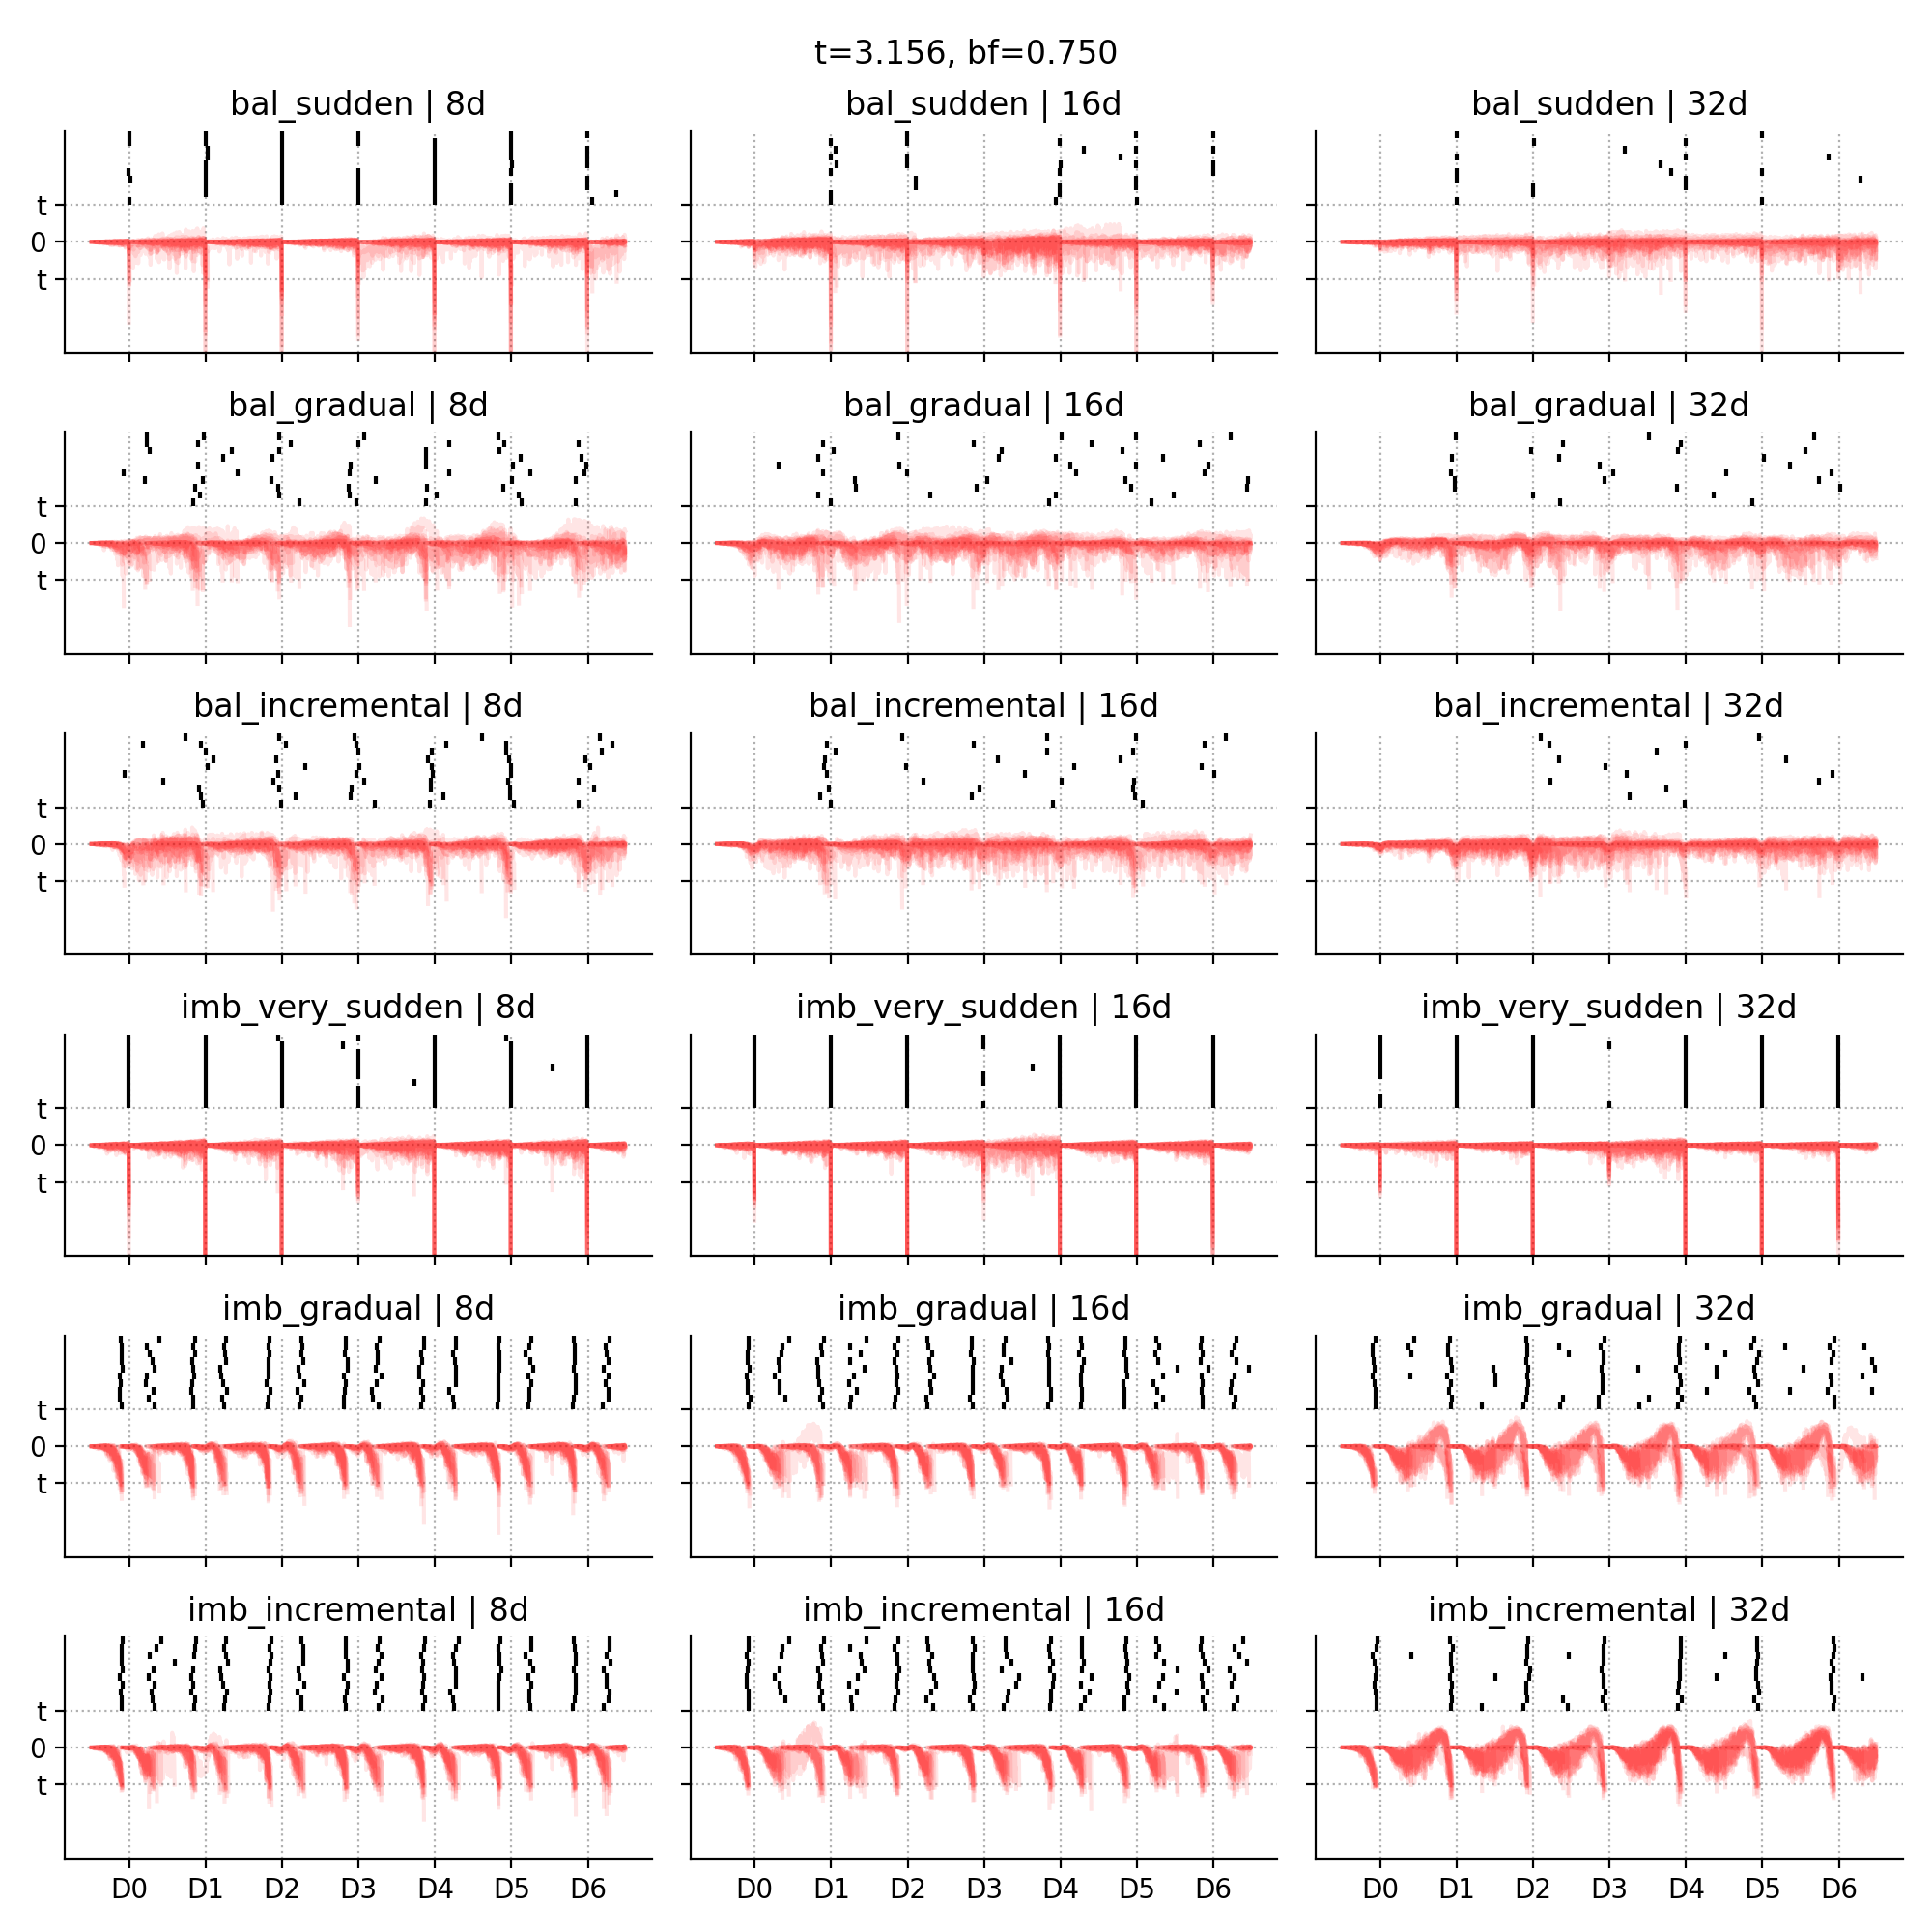 t=3.156, bf=0.750
bal_sudden | 8d
bal_sudden | 16d
bal_sudden | 32d
t
0
t
bal_gradual | 8d
bal_gradual | 16d
bal_gradual | 32d
t
0
t
bal_incremental | 8d
bal_incremental | 16d
bal_incremental | 32d
t
0
t
imb_very_sudden | 8d
imb_very_sudden | 16d
imb_very_sudden | 32d
t
0
t
imb_gradual | 8d
imb_gradual | 16d
imb_gradual | 32d
t
0
t
imb_incremental | 8d
imb_incremental | 16d
imb_incremental | 32d
t
0
t
D0 D1 D2 D3 D4 D5 D6
D0 D1 D2 D3 D4 D5 D6
D0 D1 D2 D3 D4 D5 D6